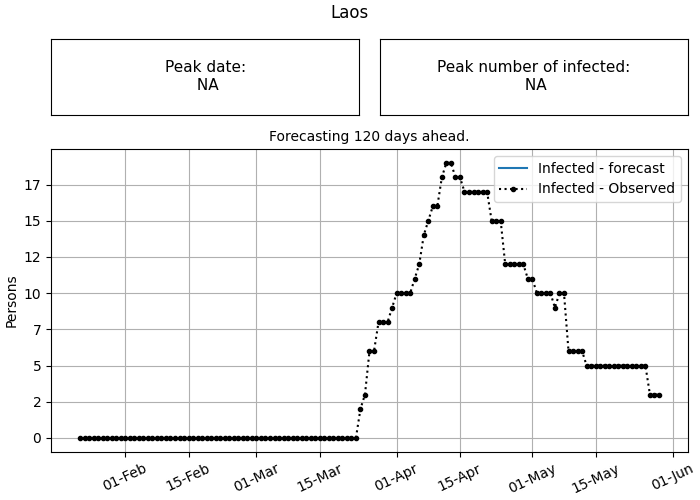 Laos
Peak date:
NA
Peak number of infected:
NA
Forecasting 120 days ahead.
Infected - forecast
Infected - Observed
Persons
17
15
12
10
7
5
2
0
01-Feb
15-Feb
01-Mar
15-Mar
01-Apr
15-Apr
01-May
15-May
01-Jun